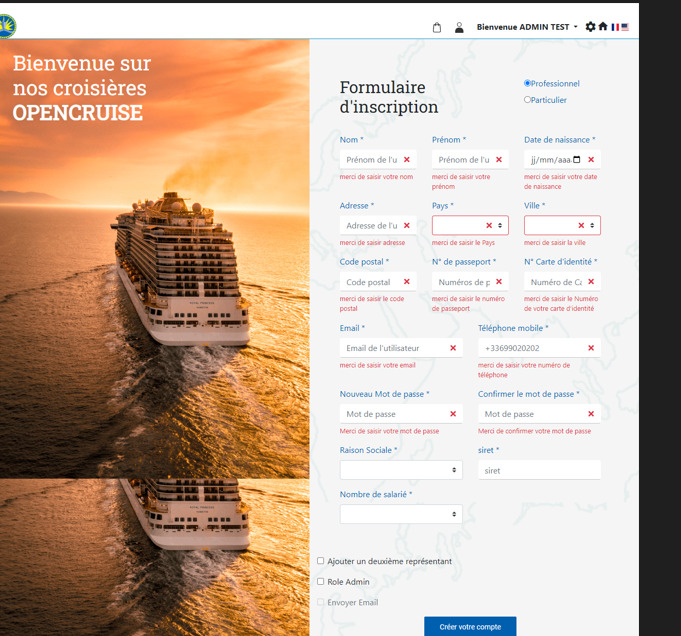 Bienvenue ADMIN TEST
Bienvenue sur
nos croisières
OPENCRUISE
Formulaire
d'inscription
Professionnel
Particulier
Nom *
Prénom *
Date de naissance *
Prénom de l'u
Prénom de l'u
jj/mm/aaa
merci de saisir votre nom
merci de saisir votre
prénom
merci de saisir votre date
de naissance
Adresse *
Pays *
Ville *
Adresse de l'u
merci de saisir adresse
merci de saisir le Pays
merci de saisir la ville
Code postal *
N° de passeport *
N° Carte d'identité *
Code postal
Numéros de p
Numéro de Ca
merci de saisir le code
postal
merci de saisir le numéro
de passeport
merci de saisir le Numéro
de votre carte d'identité
Email *
Téléphone mobile *
Email de l'utilisateur
+33699020202
merci de saisir votre email
merci de saisir votre numéro de
téléphone
Nouveau Mot de passe *
Confirmer le mot de passe *
Mot de passe
Mot de passe
Merci de saisir votre mot de passe
Merci de confirmer votre mot de passe
Raison Sociale *
siret *
siret
Nombre de salarié *
Ajouter un deuxième représentant
Role Admin
Envoyer Email
Créer votre compte